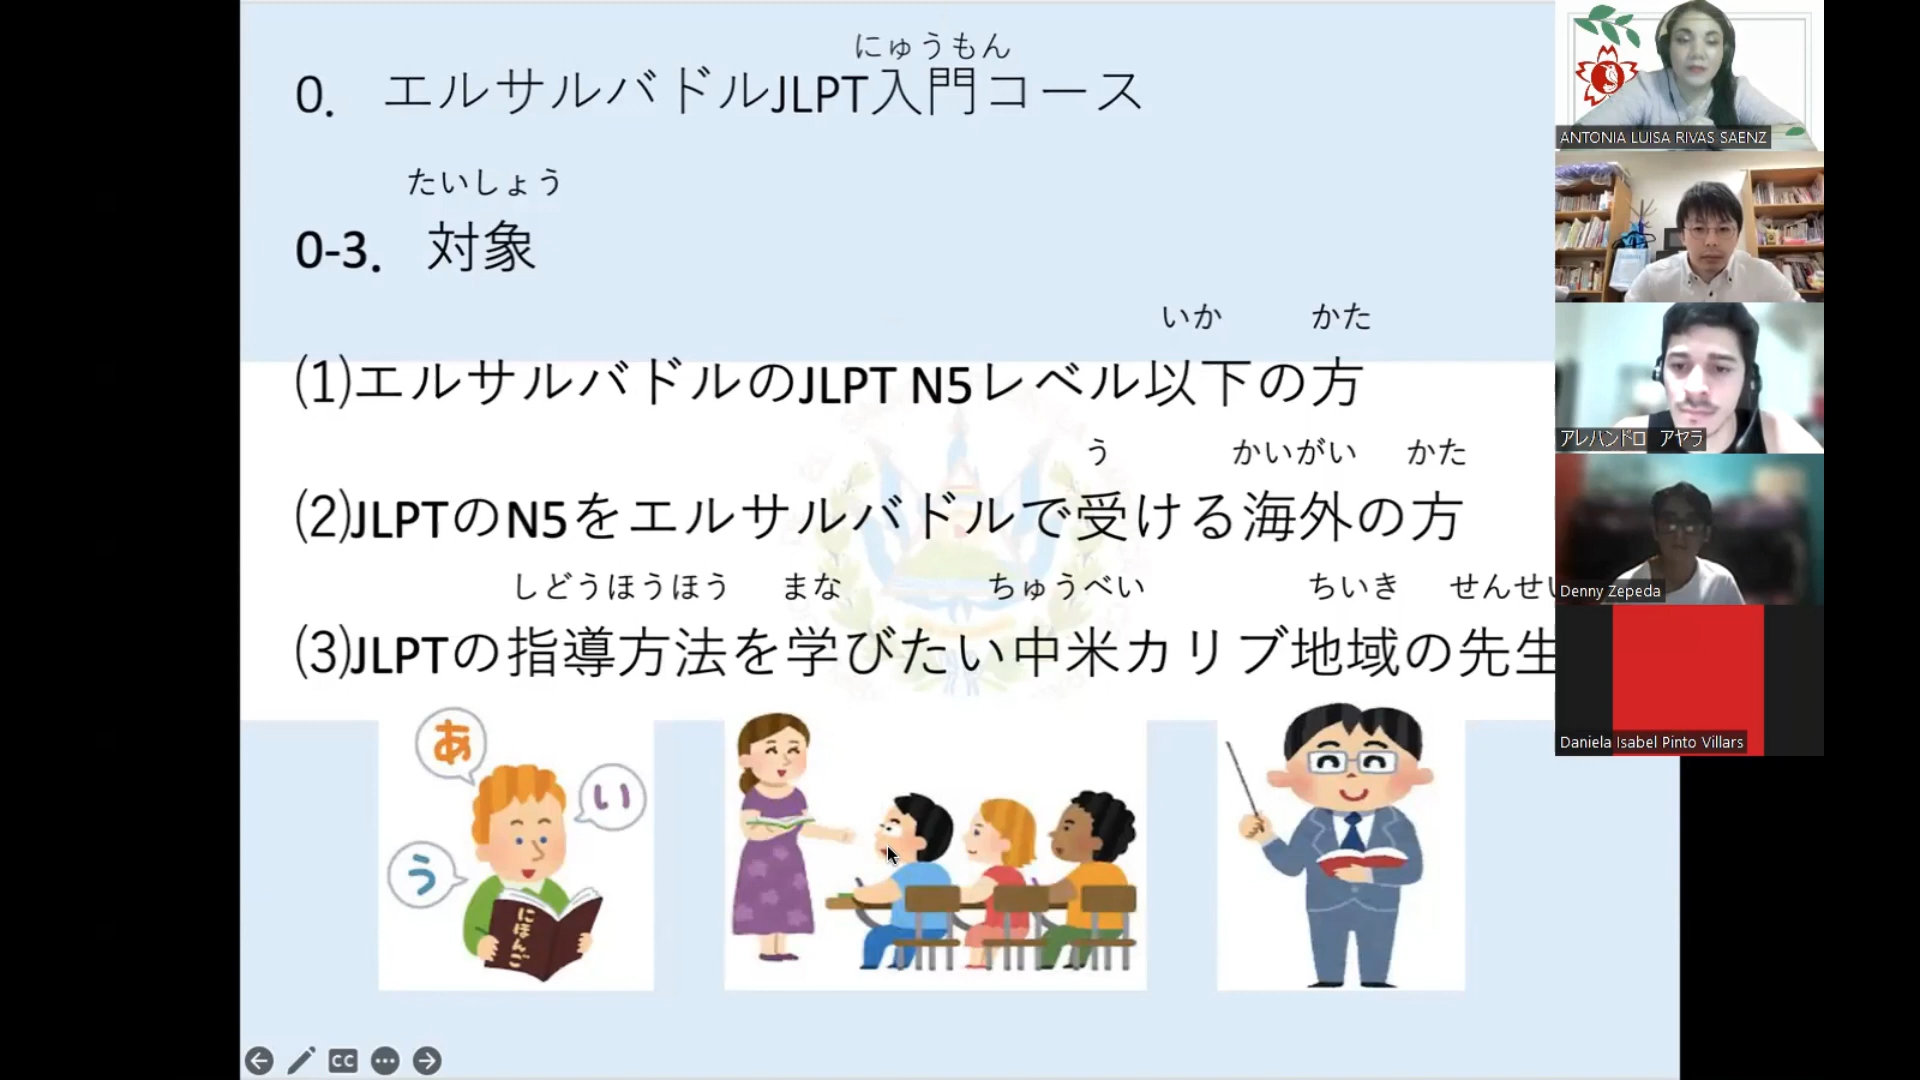 にゅうもん
0. エルサルバドルJLPT入門コース
たいしょう
0-3. 対象
いか かた
(1)エルサルバドルのJLPT N5レベル以下の方
う かいがい かた
(2)JLPTのN5をエルサルバドルで受ける海外の方
しどうほうほう まな ちゅうべい ちいき せんせい
(3)JLPTの指導方法を学びたい中米カリブ地域の先生
あ
い
う
にほんご
CC
ANTONIA LUISA RIVAS SAENZ
アレハンドロ アヤラ
Denny Zepeda
Daniela Isabel Pinto Villars